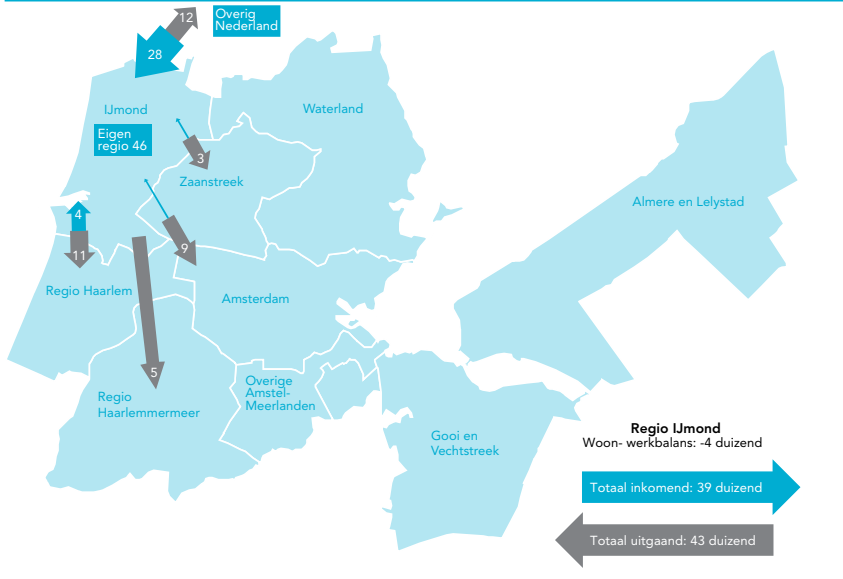 12
Overig
Nederland
28
IJmond
Waterland
Eigen
regio 46
3
Zaanstreek
Almere en Lelystad
4
9
11
Regio Haarlem
Amsterdam
5
Regio
Haarlemmermeer
Overige
Amstel-
Meerlanden
Gooi en
Vechtstreek
Regio IJmond
Woon- werkbalans: -4 duizend
Totaal inkomend: 39 duizend
Totaal uitgaand: 43 duizend